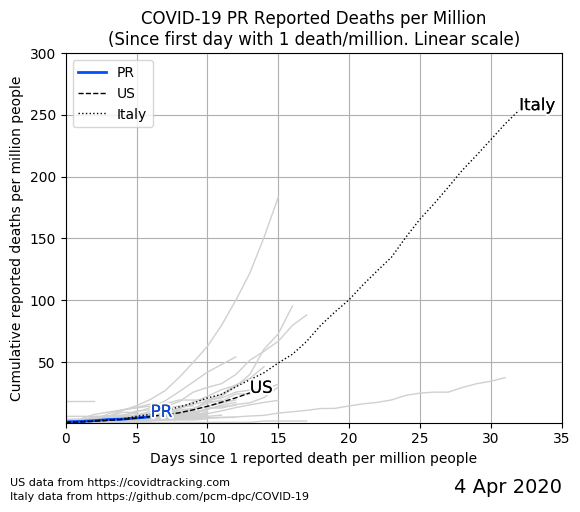 COVID-19 PR Reported Deaths per Million
(Since first day with 1 death/million. Linear scale)
Cumulative reported deaths per million people
300
250
200
150
100
50
PR
US
Italy
Italy
US
PR
0
5
10
15
20
25
30
35
Days since 1 reported death per million people
US data from https://covidtracking.com
Italy data from https://github.com/pcm-dpc/COVID-19
4 Apr 2020